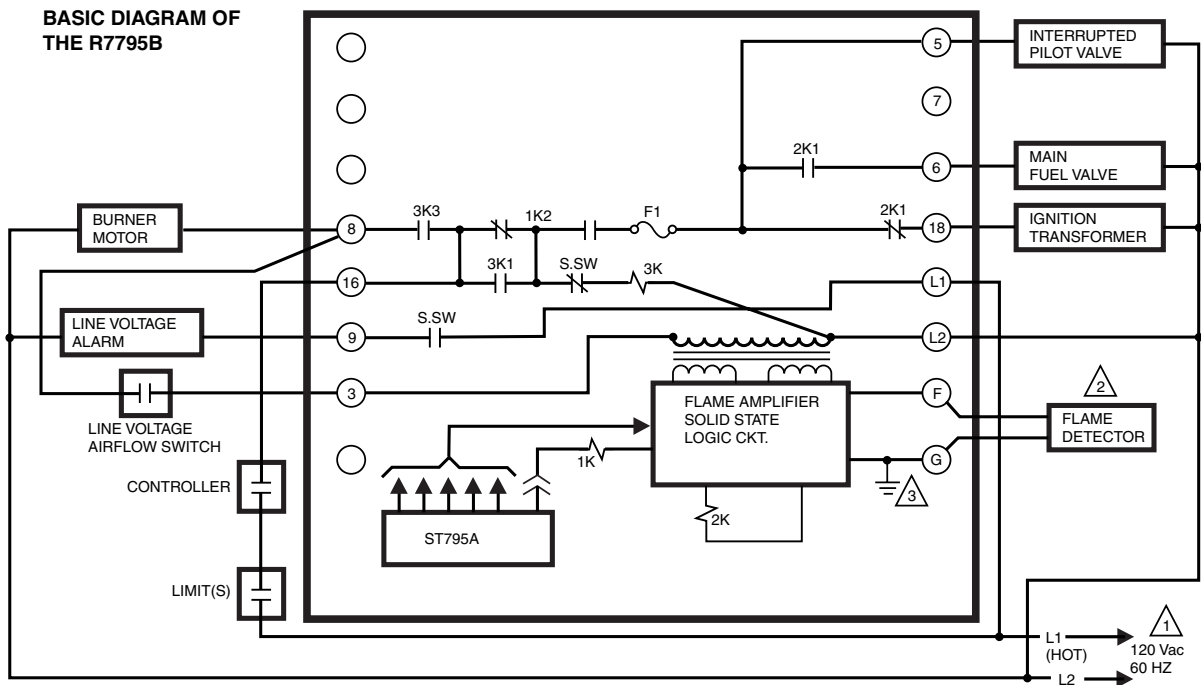 BASIC DIAGRAM OF
THE R7795B
5
INTERRUPTED
PILOT VALVE
7
2K1
6
MAIN
FUEL VALVE
BURNER
MOTOR
8
3K3
1K2
F1
2K1
18
IGNITION
TRANSFORMER
16
3K1
S.SW
3K
L1
LINE VOLTAGE
ALARM
9
S.SW
L2
3
LINE VOLTAGE
AIRFLOW SWITCH
FLAME AMPLIFIER
SOLID STATE
LOGIC CKT.
F
2
FLAME
DETECTOR
1K
G
3
CONTROLLER
2K
ST795A
LIMIT(S)
L1
(HOT)
1
120 Vac
60 HZ
L2